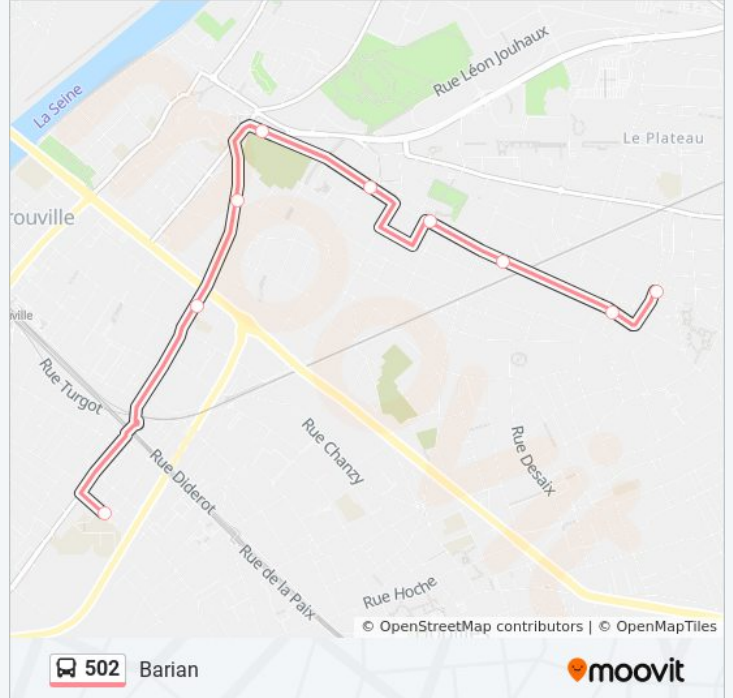 La Seine
Rue Léon Jouhaux
Le Plateau
rouville
ville
Rue Turgot
Rue Diderot
Rue Chanzy
Rue Desaix
Rue de la Paix
Rue Hoche
© OpenStreetMap contributors | © OpenMapTiles
502 Barian
moovit